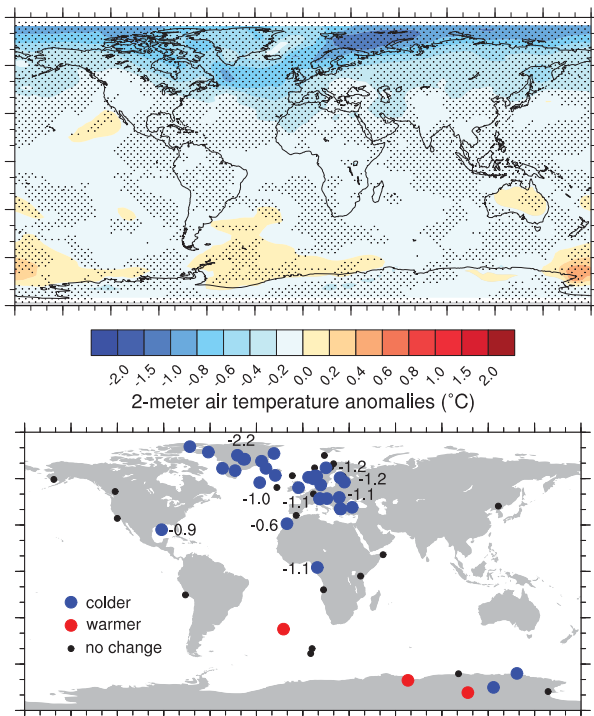 -2.0 -1.5 -1.0 -0.8 -0.6 -0.4 -0.2 0.0 0.2 0.4 0.6 0.8 1.0 1.5 2.0
2-meter air temperature anomalies (°C)
-2.2
-1.2
-1.2
-1.0 -1.1 -1.1
-0.9 -0.6
-1.1
colder
warmer
no change